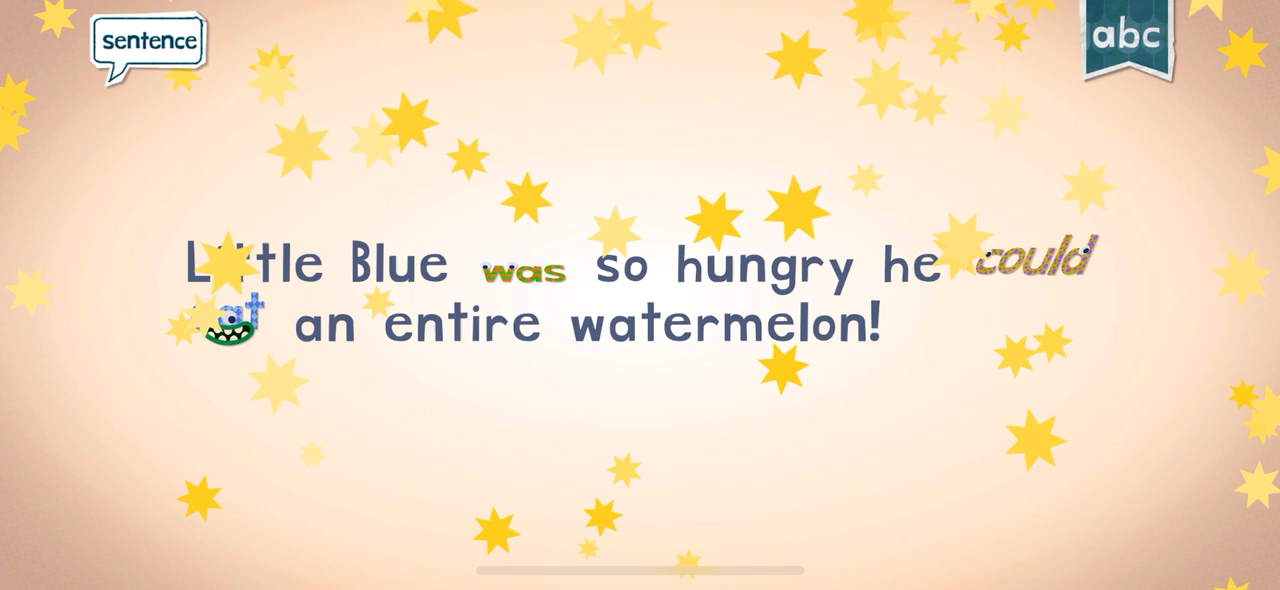 sentence
abc
Little Blue was so hungry he could
eat an entire watermelon!